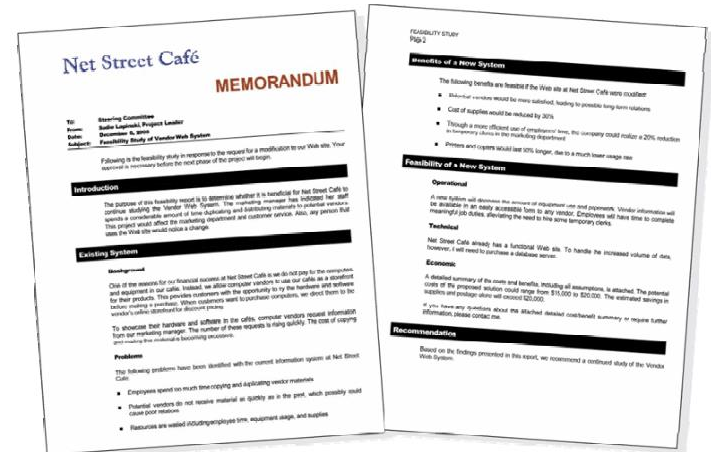 Net Street Café
MEMORANDUM
To: Steering Committee
From: Sadie Lapinski, Project Leader
Date: December 6,
Subject: Feasibility Study of Vendor Web System
Following is the feasibility study in response to the request for a modification to our Web site. Your
approval is necessary before the next phase of the project will begin.
Introduction
The purpose of this feasibility report is to determine whether it is beneficial for Net Street Café to
continue studying the Vendor Web System. The marketing manager has indicated her staff
spends a considerable amount of time duplicating and distributing materials to potential vendors.
This project would affect the marketing department and customer service. Also, any person that
uses the Web site would notice a change.
Existing System
Background
One of the reasons for our financial success at Net Street Café is we do not pay for the computers
and equipment in our café. Instead, we allow computer vendors to use our cafés as a storefront
for their products. This provides customers with the opportunity to try the hardware and software
before making a purchase. When customers want to purchase computers, we direct them to the
vendor's online storefront for discount pricing.
To showcase their hardware and software in the cafés, computer vendors request information
from our marketing manager. The number of these requests is rising quickly. The cost of copying
and mailing this material is becoming excessive.
Problems
The following problems have been identified with the current information system at Net Street
Café:
■ Employees spend too much time copying and duplicating vendor materials
■ Potential vendors do not receive material as quickly as in the past, which possibly could
cause poor relations
■ Resources are wasted including employee time, equipment usage, and supplies
FEASIBILITY STUDY
Page 2
Benefits of a New System
The following benefits are feasible if the Web site at Net Street Café were modified:
■ Potential vendors would be more satisfied, leading to possible long-term relations
■ Cost of supplies would be reduced by 30%
■ Through a more efficient use of employees' time, the company could realize a 20% reduction
in temporary clerks in the marketing department
■ Printers and copiers would last 50% longer, due to a much lower usage rate
Feasibility of a New System
Operational
A new system will decrease the amount of equipment use and paperwork. Vendor information will
be available in an easily accessible form to any vendor. Employees will have time to complete
meaningful job duties, alleviating the need to hire some temporary clerks.
Technical
Net Street Café already has a functional Web site. To handle the increased volume of data,
however, it will need to purchase a database server.
Economic
A detailed summary of the costs and benefits, including all assumptions, is attached. The potential
costs of the proposed solution could range from $15,000 to $20,000. The estimated savings in
supplies and postage alone will exceed $20,000.
If you have any questions about the attached detailed cost/benefit summary or require further
information, please contact me.
Recommendation
Based on the findings presented in this report, we recommend a continued study of the Vendor
Web System.